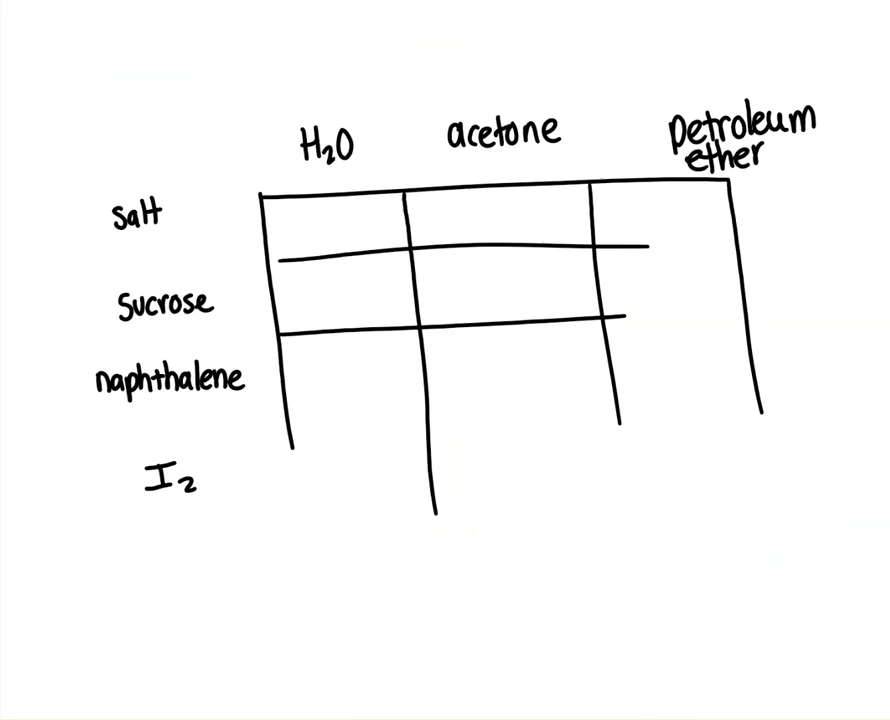 H₂O acetone petroleum
ether
salt
sucrose
naphthalene
I₂